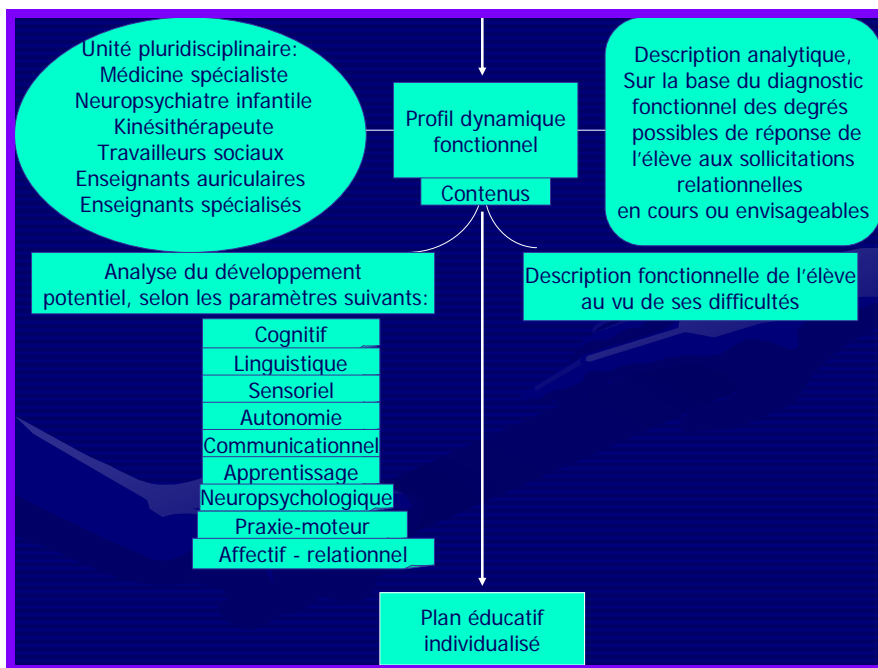 Unité pluridisciplinaire:
Médicine spécialiste
Neuropsychiatre infantile
Kinésithérapeute
Travailleurs sociaux
Enseignants auriculaires
Enseignants spécialisés
Profil dynamique
fonctionnel
Contenus
Description analytique,
Sur la base du diagnostic
fonctionnel des degrés
possibles de réponse de
l'élève aux sollicitations
relationnelles
en cours ou envisageables
Analyse du développement
potentiel, selon les paramètres suivants:
Description fonctionnelle de l'élève
au vu de ses difficultés
Cognitif
Linguistique
Sensoriel
Autonomie
Communicationnel
Apprentissage
Neuropsychologique
Praxie-moteur
Affectif - relationnel
Plan éducatif
individualisé